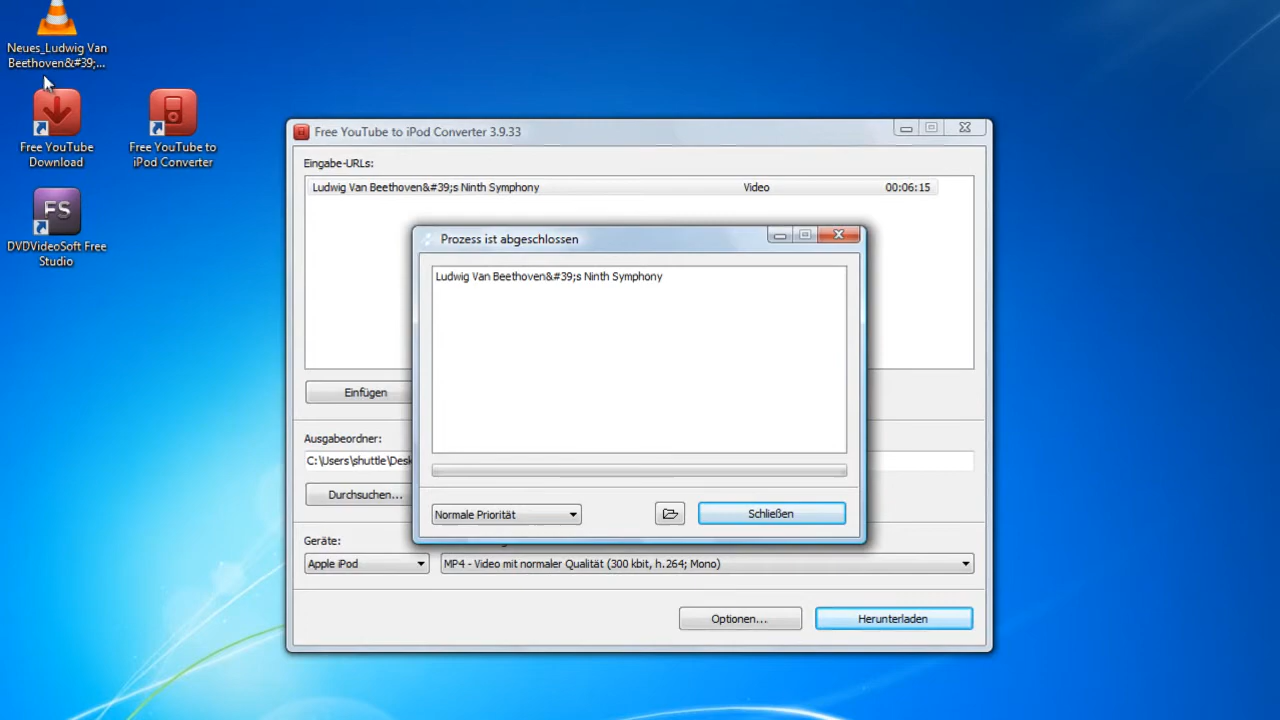 Neues_Ludwig Van
Beethoven&#39;...
Free YouTube
Download
Free YouTube to
iPod Converter
FS
DVDVideoSoft Free
Studio
Free YouTube to iPod Converter 3.9.33
Eingabe-URLs:
Ludwig Van Beethoven&#39;s Ninth Symphony Video 00:06:15
Prozess ist abgeschlossen
Ludwig Van Beethoven&#39;s Ninth Symphony
Einfügen
Ausgabeordner:
C:\Users\shuttle\Desk
Durchsuchen...
Normale Priorität
Schließen
Geräte:
Apple iPod
MP4 - Video mit normaler Qualität (300 kbit, h.264; Mono)
Optionen...
Herunterladen